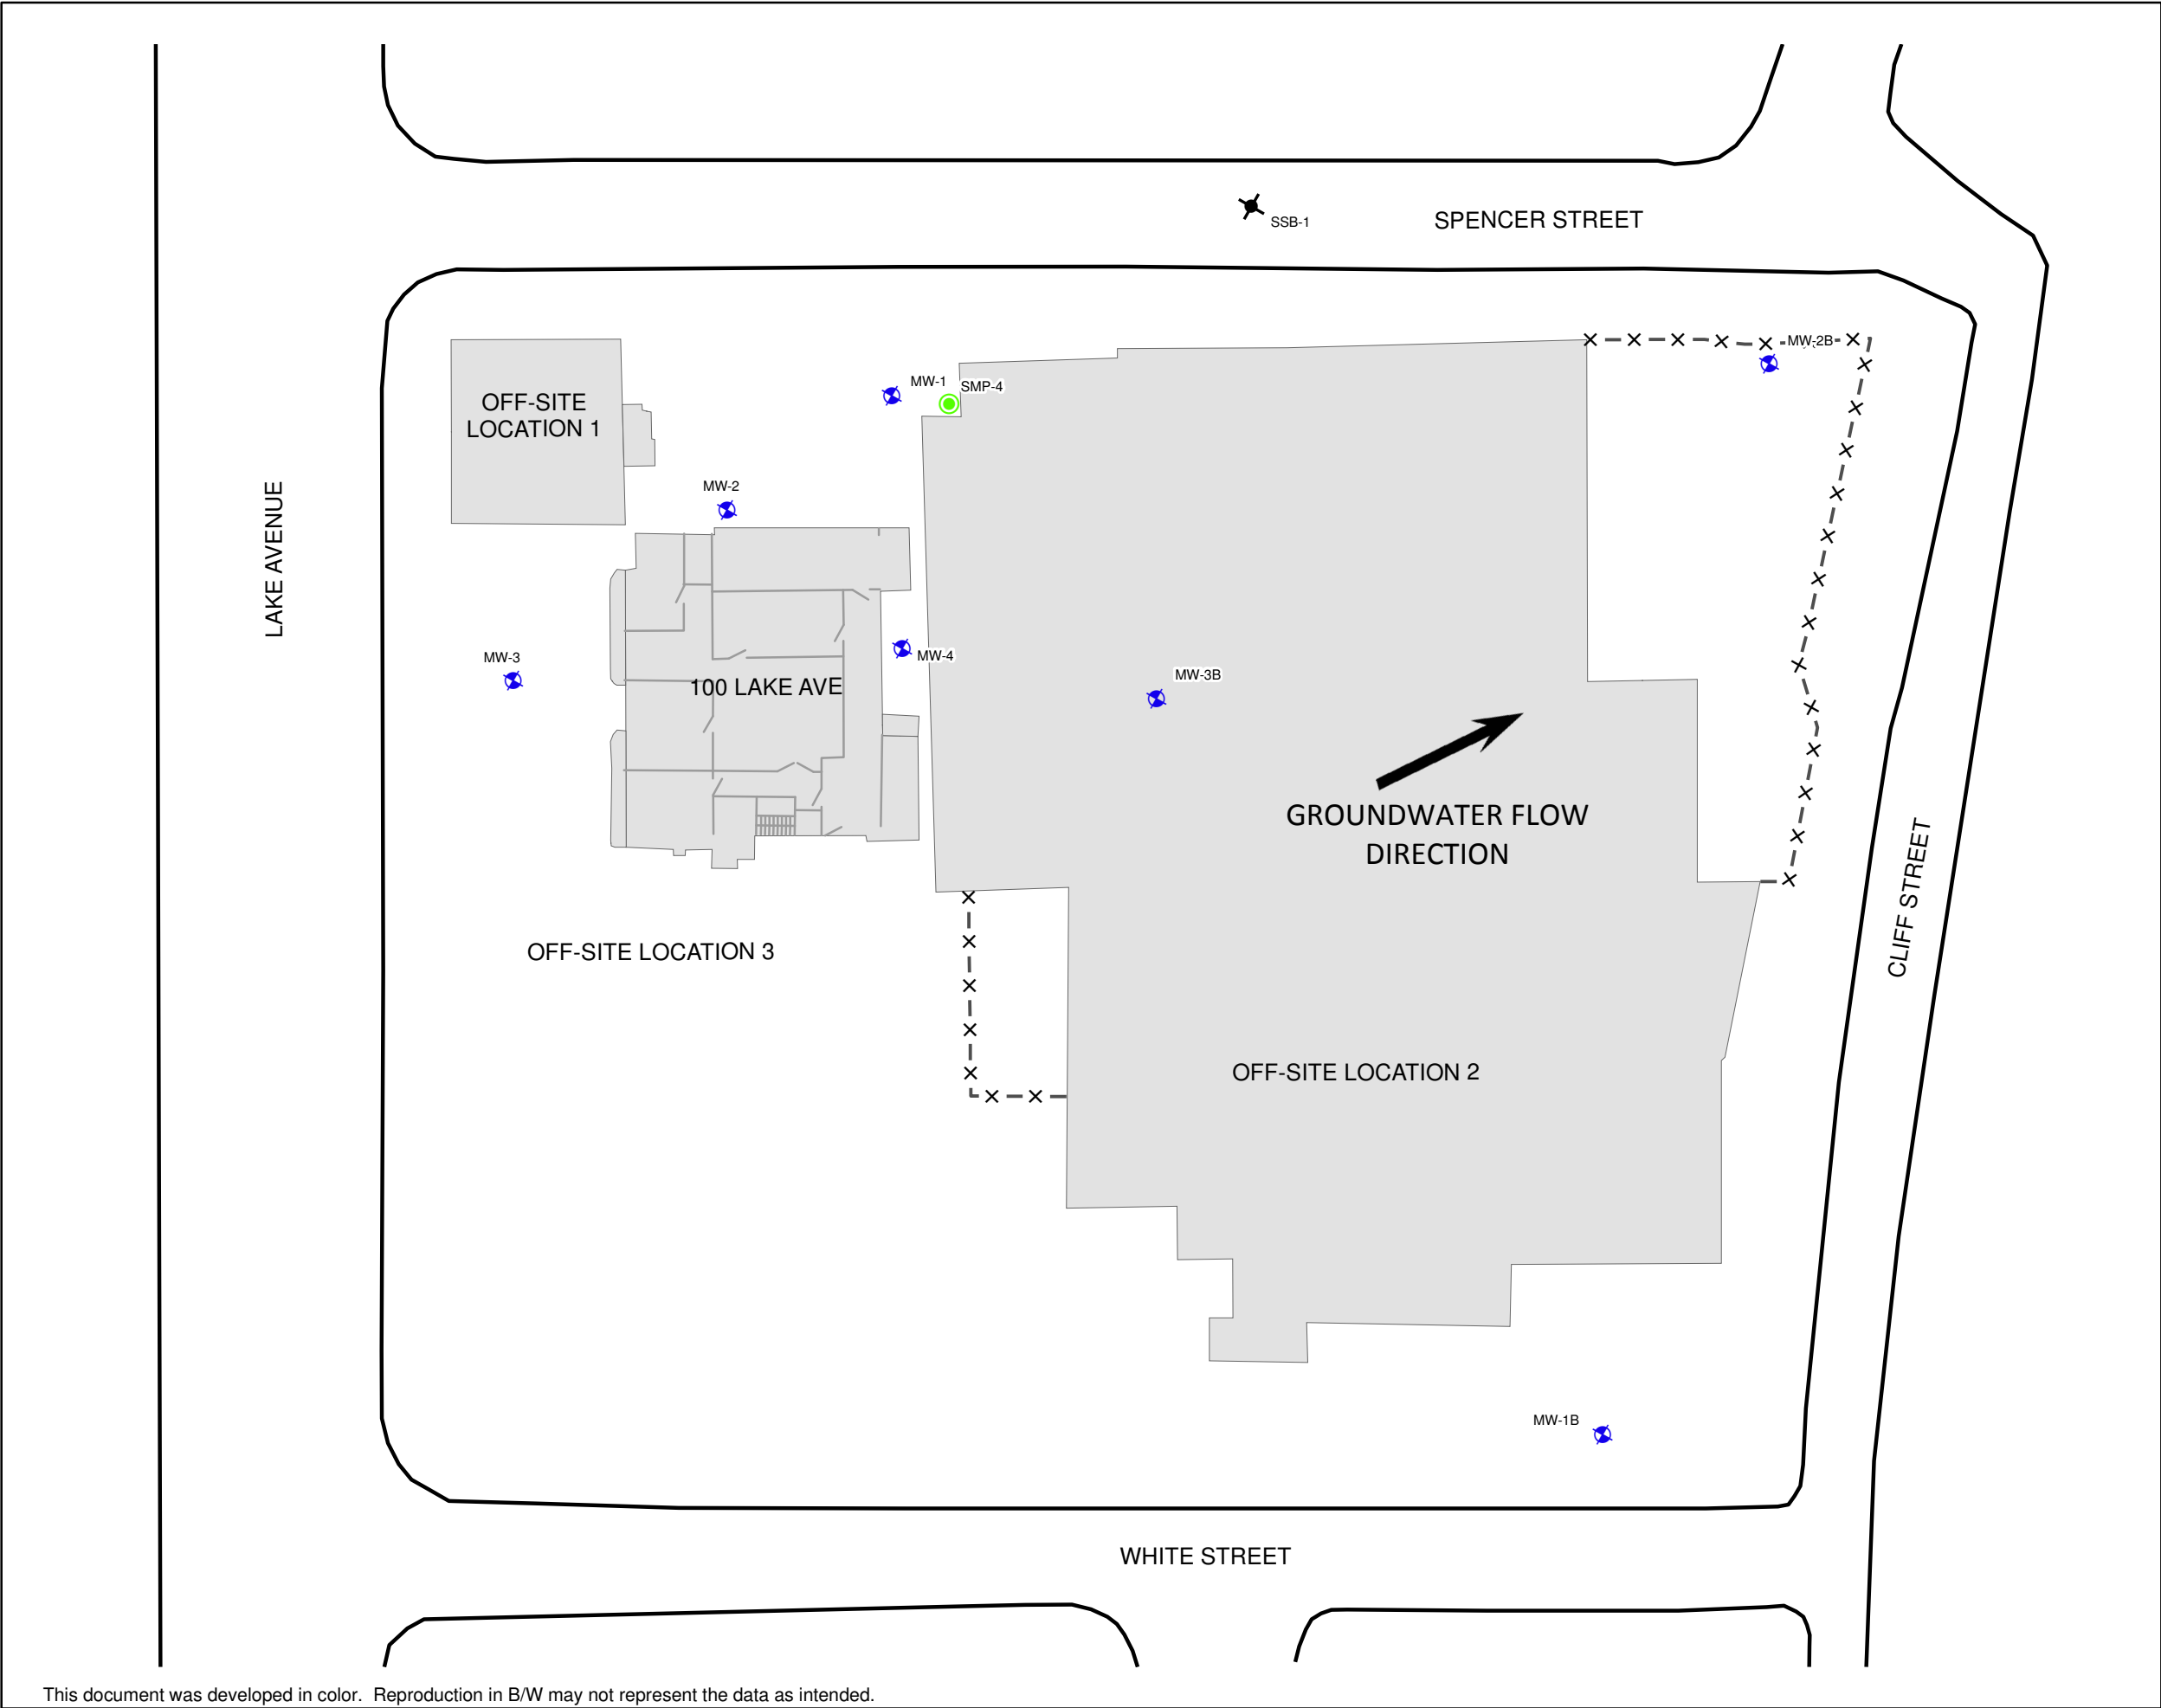 SSB-1
SPENCER STREET
MW-2B
MW-1
SMP-4
OFF-SITE
LOCATION 1
MW-2
LAKE AVENUE
MW-3
MW-4
100 LAKE AVE
MW-3B
GROUNDWATER FLOW
DIRECTION
CLIFF STREET
OFF-SITE LOCATION 3
OFF-SITE LOCATION 2
MW-1B
WHITE STREET
This document was developed in color.  Reproduction in B/W may not represent the data as intended.